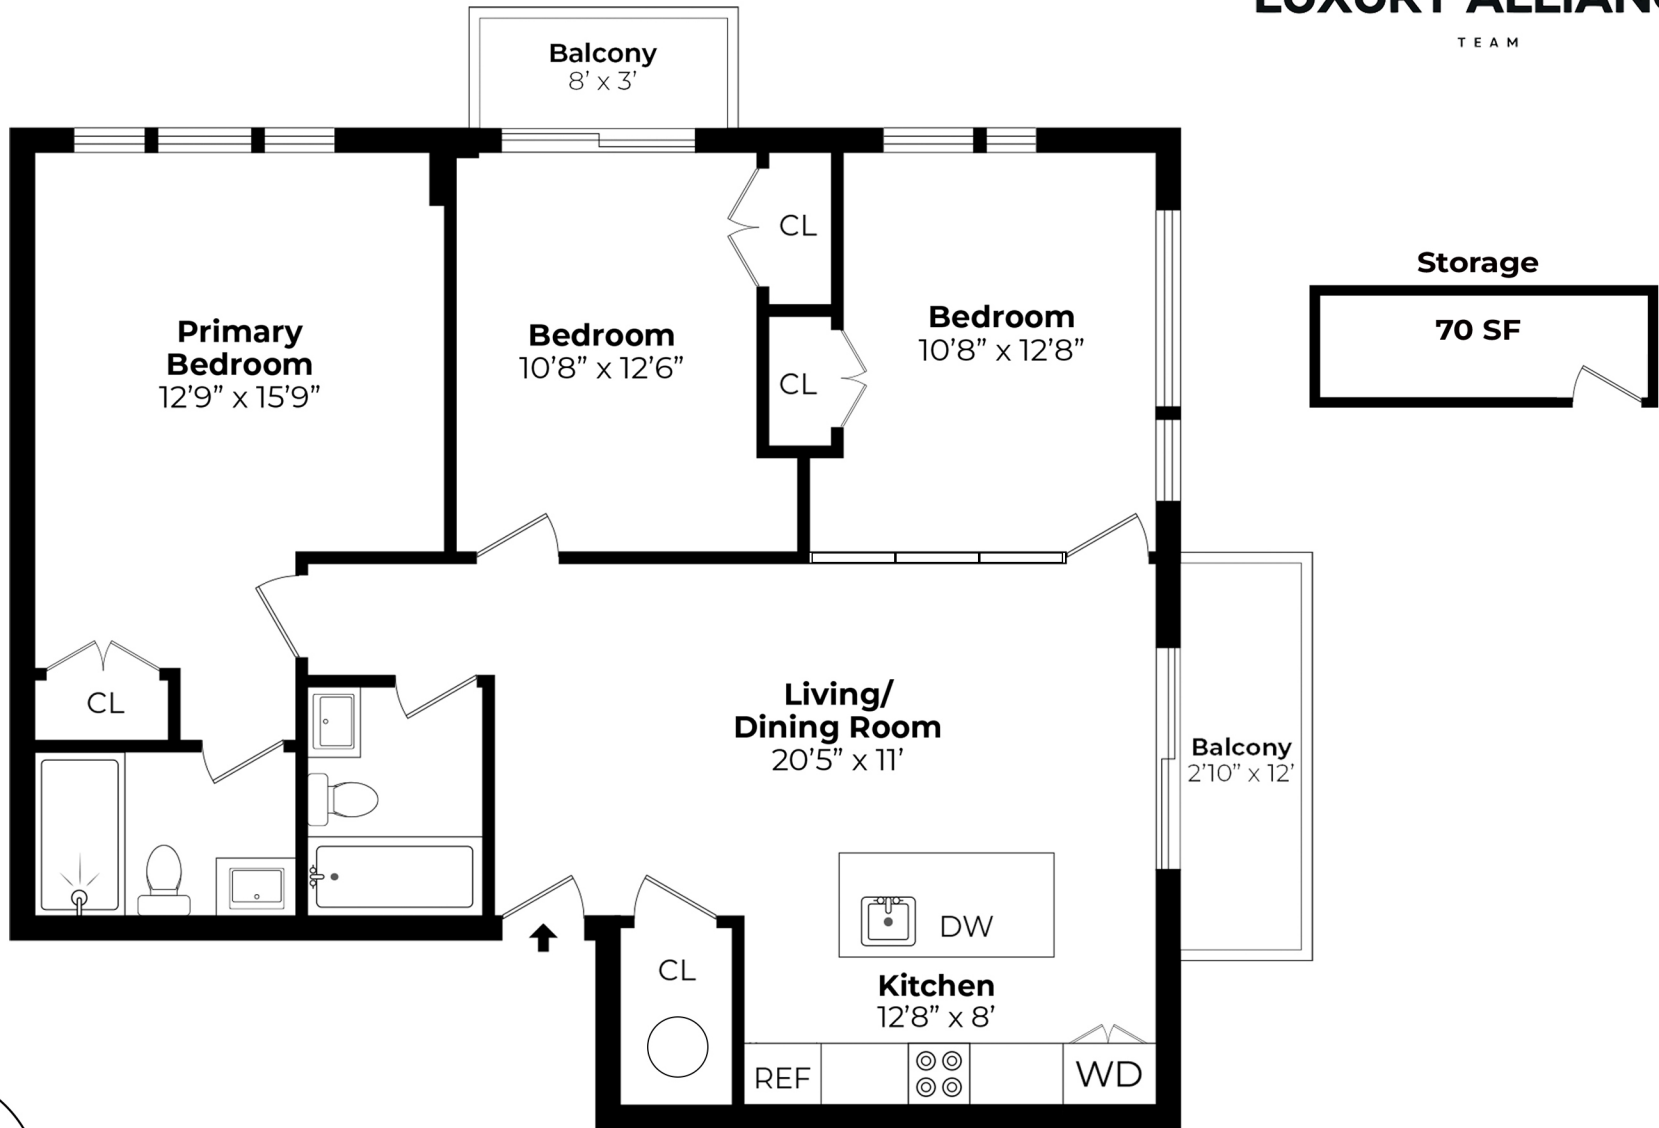 LUXURY ALLIANC
TEAM
Balcony
8’ x 3’
CL
Storage
70 SF
Primary
Bedroom
12’9” x 15’9”
Bedroom
10’8” x 12’6”
Bedroom
10’8” x 12’8”
CL
CL
Living/
Dining Room
20’5” x 11’
Balcony
2’10” x 12’
DW
CL
Kitchen
12’8” x 8’
REF
WD